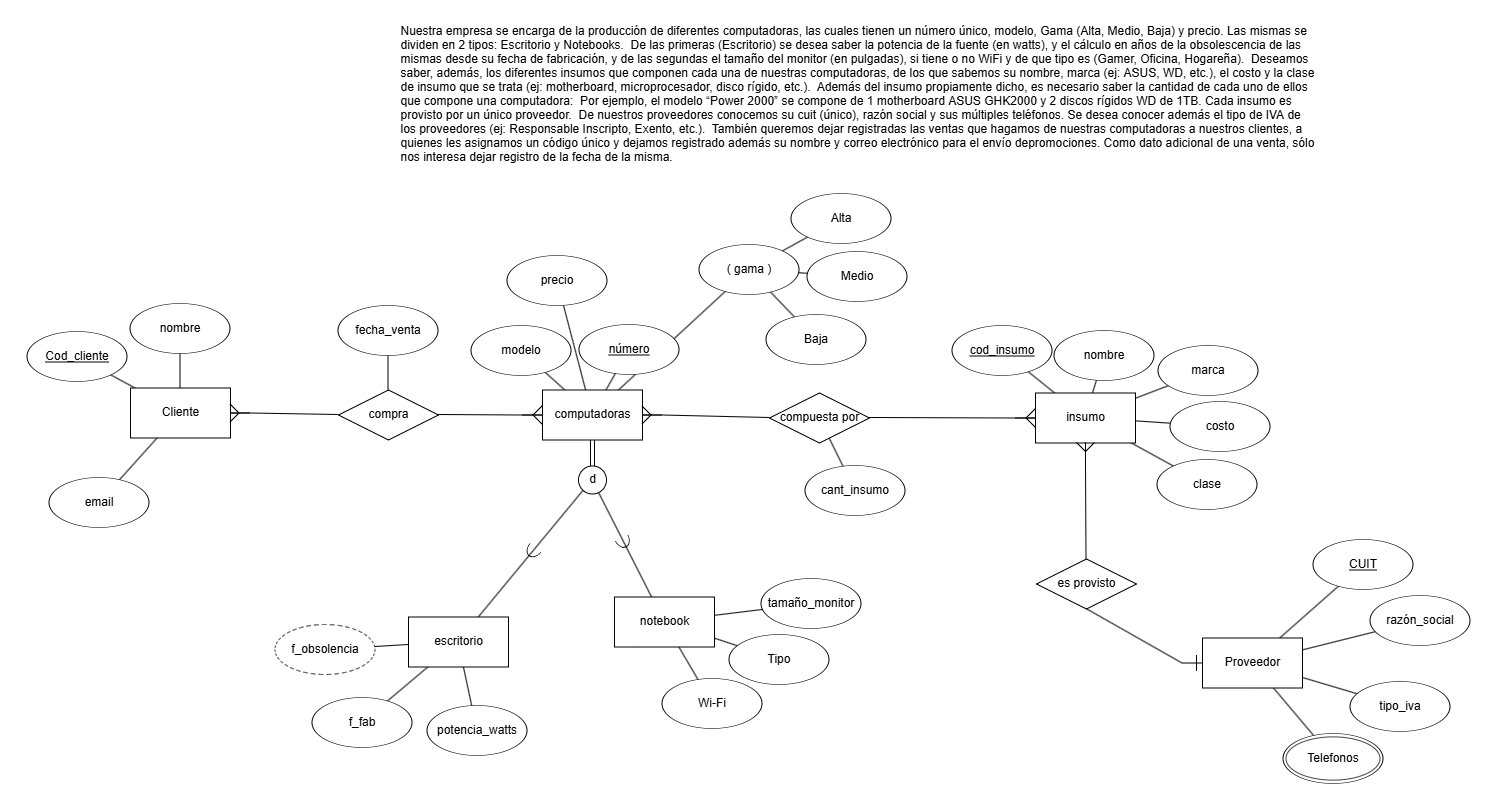 Nuestra empresa se encarga de la producción de diferentes computadoras, las cuales tienen un número único, modelo, Gama (Alta, Medio, Baja) y precio. Las mismas se
dividen en 2 tipos: Escritorio y Notebooks.  De las primeras (Escritorio) se desea saber la potencia de la fuente (en watts), y el cálculo en años de la obsolescencia de las
mismas desde su fecha de fabricación, y de las segundas el tamaño del monitor (en pulgadas), si tiene o no WiFi y de que tipo es (Gamer, Oficina, Hogareña).  Deseamos
saber, además, los diferentes insumos que componen cada una de nuestras computadoras, de los que sabemos su nombre, marca (ej: ASUS, WD, etc.), el costo y la clase
de insumo que se trata (ej: motherboard, microprocesador, disco rígido, etc.).  Además del insumo propiamente dicho, es necesario saber la cantidad de cada uno de ellos
que compone una computadora:  Por ejemplo, el modelo “Power 2000” se compone de 1 motherboard ASUS GHK2000 y 2 discos rígidos WD de 1TB. Cada insumo es
provisto por un único proveedor.  De nuestros proveedores conocemos su cuit (único), razón social y sus múltiples teléfonos. Se desea conocer además el tipo de IVA de
los proveedores (ej: Responsable Inscripto, Exento, etc.).  También queremos dejar registradas las ventas que hagamos de nuestras computadoras a nuestros clientes, a
quienes les asignamos un código único y dejamos registrado además su nombre y correo electrónico para el envío depromociones. Como dato adicional de una venta, sólo
nos interesa dejar registro de la fecha de la misma.
Alta
( gama )
Medio
precio
Baja
nombre
fecha_venta
Cod_cliente
modelo
número
cod_insumo
nombre
marca
Cliente
compra
computadoras
compuesta por
insumo
costo
d
cant_insumo
clase
email
es provisto
CUIT
tamaño_monitor
notebook
razón_social
escritorio
f_obsolencia
Tipo
Proveedor
Wi-Fi
tipo_iva
f_fab
potencia_watts
Telefonos